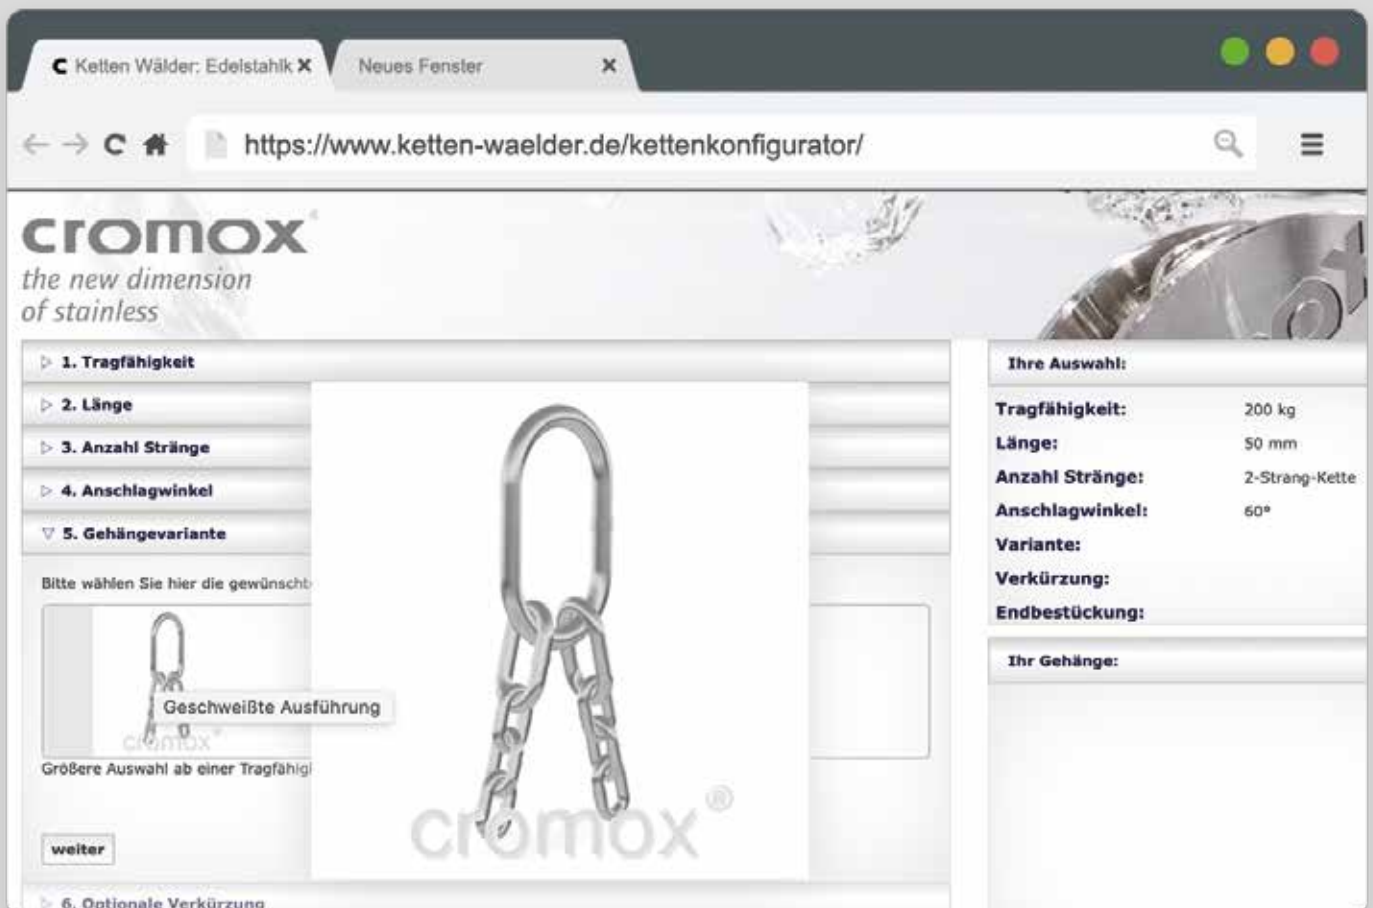 C Ketten Wälder: Edelstahlk ×
Neues Fenster ×
https://www.ketten-waelder.de/kettenkonfigurator/
cromox®
the new dimension
of stainless
1. Tragfähigkeit
2. Länge
3. Anzahl Stränge
4. Anschlagwinkel
5. Gehängevariante
Bitte wählen Sie hier die gewünscht
Geschweißte Ausführung
cromox®
Größere Auswahl ab einer Tragfähig
weiter
6. Optionale Verkürzung
cromox®
Ihre Auswahl:
Tragfähigkeit: 200 kg
Länge: 50 mm
Anzahl Stränge: 2-Strang-Kette
Anschlagwinkel: 60°
Variante:
Verkürzung:
Endbestückung:
Ihr Gehänge: